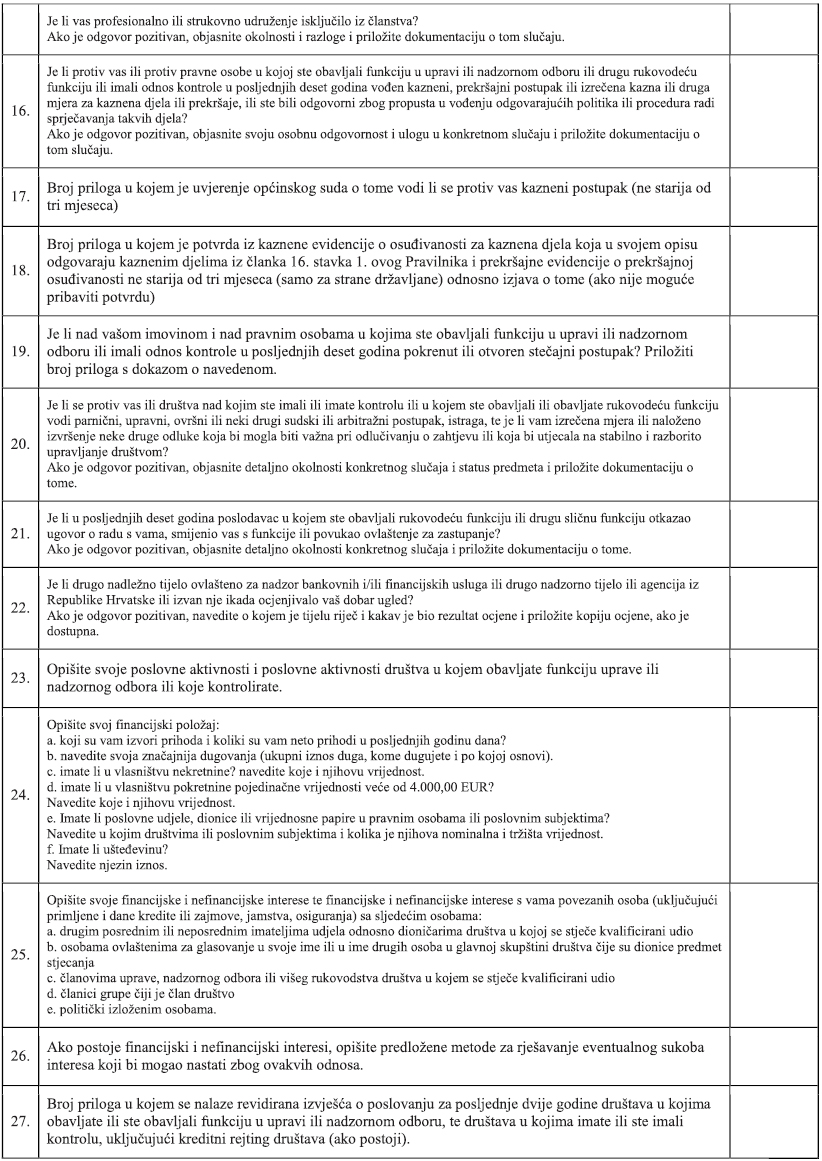 Je li vas profesionalno ili strukovno udruženje isključilo iz članstva?
Ako je odgovor pozitivan, objasnite okolnosti i razloge i priložite dokumentaciju o tom slučaju.
16.
Je li protiv vas ili protiv pravne osobe u kojoj ste obavljali funkciju u upravi ili nadzornom odboru ili drugu rukovodeću
funkciju ili imali odnos kontrole u posljednjih deset godina vođen kazneni, prekršajni postupak ili izrečena kazna ili druga
mjera za kaznena djela ili prekršaje, ili ste bili odgovorni zbog propusta u vođenju odgovarajućih politika ili procedura radi
sprječavanja takvih djela?
Ako je odgovor pozitivan, objasnite svoju osobnu odgovornost i ulogu u konkretnom slučaju i priložite dokumentaciju o
tom slučaju.
17.
Broj priloga u kojem je uvjerenje općinskog suda o tome vodi li se protiv vas kazneni postupak (ne starija od
tri mjeseca)
18.
Broj priloga u kojem je potvrda iz kaznene evidencije o osuđivanosti za kaznena djela koja u svojem opisu
odgovaraju kaznenim djelima iz članka 16. stavka 1. ovog Pravilnika i prekršajne evidencije o prekršajnoj
osuđivanosti ne starija od tri mjeseca (samo za strane državljane) odnosno izjava o tome (ako nije moguće
pribaviti potvrdu)
19.
Je li nad vašom imovinom i nad pravnim osobama u kojima ste obavljali funkciju u upravi ili nadzornom
odboru ili imali odnos kontrole u posljednjih deset godina pokrenut ili otvoren stečajni postupak? Priložiti
broj priloga s dokazom o navedenom.
20.
Je li se protiv vas ili društva nad kojim ste imali ili imate kontrolu ili u kojem ste obavljali ili obavljate rukovodeću funkciju
vodi parnični, upravni, ovršni ili neki drugi sudski ili arbitražni postupak, istraga, te je li vam izrečena mjera ili naloženo
izvršenje neke druge odluke koja bi mogla biti važna pri odlučivanju o zahtjevu ili koja bi utjecala na stabilno i razborito
upravljanje društvom?
Ako je odgovor pozitivan, objasnite detaljno okolnosti konkretnog slučaja i status predmeta i priložite dokumentaciju o
tome.
21.
Je li u posljednjih deset godina poslodavac u kojem ste obavljali rukovodeću funkciju ili drugu sličnu funkciju otkazao
ugovor o radu s vama, smijenio vas s funkcije ili povukao ovlaštenje za zastupanje?
Ako je odgovor pozitivan, objasnite detaljno okolnosti konkretnog slučaja i priložite dokumentaciju o tome.
22.
Je li drugo nadležno tijelo ovlašteno za nadzor bankovnih i/ili financijskih usluga ili drugo nadzorno tijelo ili agencija iz
Republike Hrvatske ili izvan nje ikada ocjenjivalo vaš dobar ugled?
Ako je odgovor pozitivan, navedite o kojem je tijelu riječ i kakav je bio rezultat ocjene i priložite kopiju ocjene, ako je
dostupna.
23.
Opišite svoje poslovne aktivnosti i poslovne aktivnosti društva u kojem obavljate funkciju uprave ili
nadzornog odbora ili koje kontrolirate.
24.
Opišite svoj financijski položaj:
a. koji su vam izvori prihoda i koliki su vam neto prihodi u posljednjih godinu dana?
b. navedite svoja značajnija dugovanja (ukupni iznos duga, kome dugujete i po kojoj osnovi).
c. imate li u vlasništvu nekretnine? navedite koje i njihovu vrijednost.
d. imate li u vlasništvu pokretnine pojedinačne vrijednosti veće od 4.000,00 EUR?
Navedite koje i njihovu vrijednost.
e. Imate li poslovne udjele, dionice ili vrijednosne papire u pravnim osobama ili poslovnim subjektima?
Navedite u kojim društvima ili poslovnim subjektima i kolika je njihova nominalna i tržišta vrijednost.
f. Imate li ušteđevinu?
Navedite njezin iznos.
25.
Opišite svoje financijske i nefinancijske interese te financijske i nefinancijske interese s vama povezanih osoba (uključujući
primljene i dane kredite ili zajmove, jamstva, osiguranja) sa sljedećim osobama:
a. drugim posrednim ili neposrednim imateljima udjela odnosno dioničarima društva u kojoj se stječe kvalificirani udio
b. osobama ovlaštenima za glasovanje u svoje ime ili u ime drugih osoba u glavnoj skupštini društva čije su dionice predmet
stjecanja
c. članovima uprave, nadzornog odbora ili višeg rukovodstva društva u kojem se stječe kvalificirani udio
d. članici grupe čiji je član društvo
e. politički izloženim osobama.
26.
Ako postoje financijski i nefinancijski interesi, opišite predložene metode za rješavanje eventualnog sukoba
interesa koji bi mogao nastati zbog ovakvih odnosa.
27.
Broj priloga u kojem se nalaze revidirana izvješća o poslovanju za posljednje dvije godine društava u kojima
obavljate ili ste obavljali funkciju u upravi ili nadzornom odboru, te društava u kojima imate ili ste imali
kontrolu, uključujući kreditni rejting društava (ako postoji).